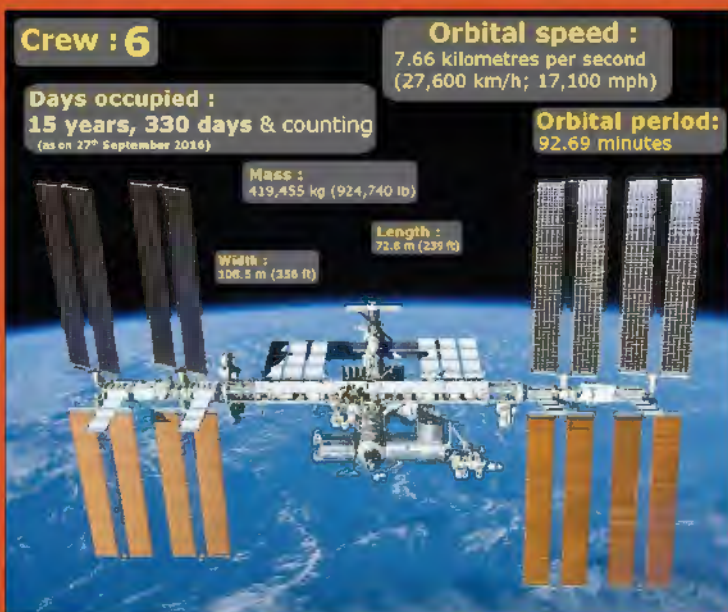 Crew : 6
Orbital speed :
7.66 kilometres per second
(27,600 km/h; 17,100 mph)
Days occupied :
15 years, 330 days & counting
(as on 27th September 2016)
Orbital period:
92.69 minutes
Mass :
419,455 kg (924,740 lb)
Length :
72.8 m (239 ft)
Width :
108.5 m (356 ft)